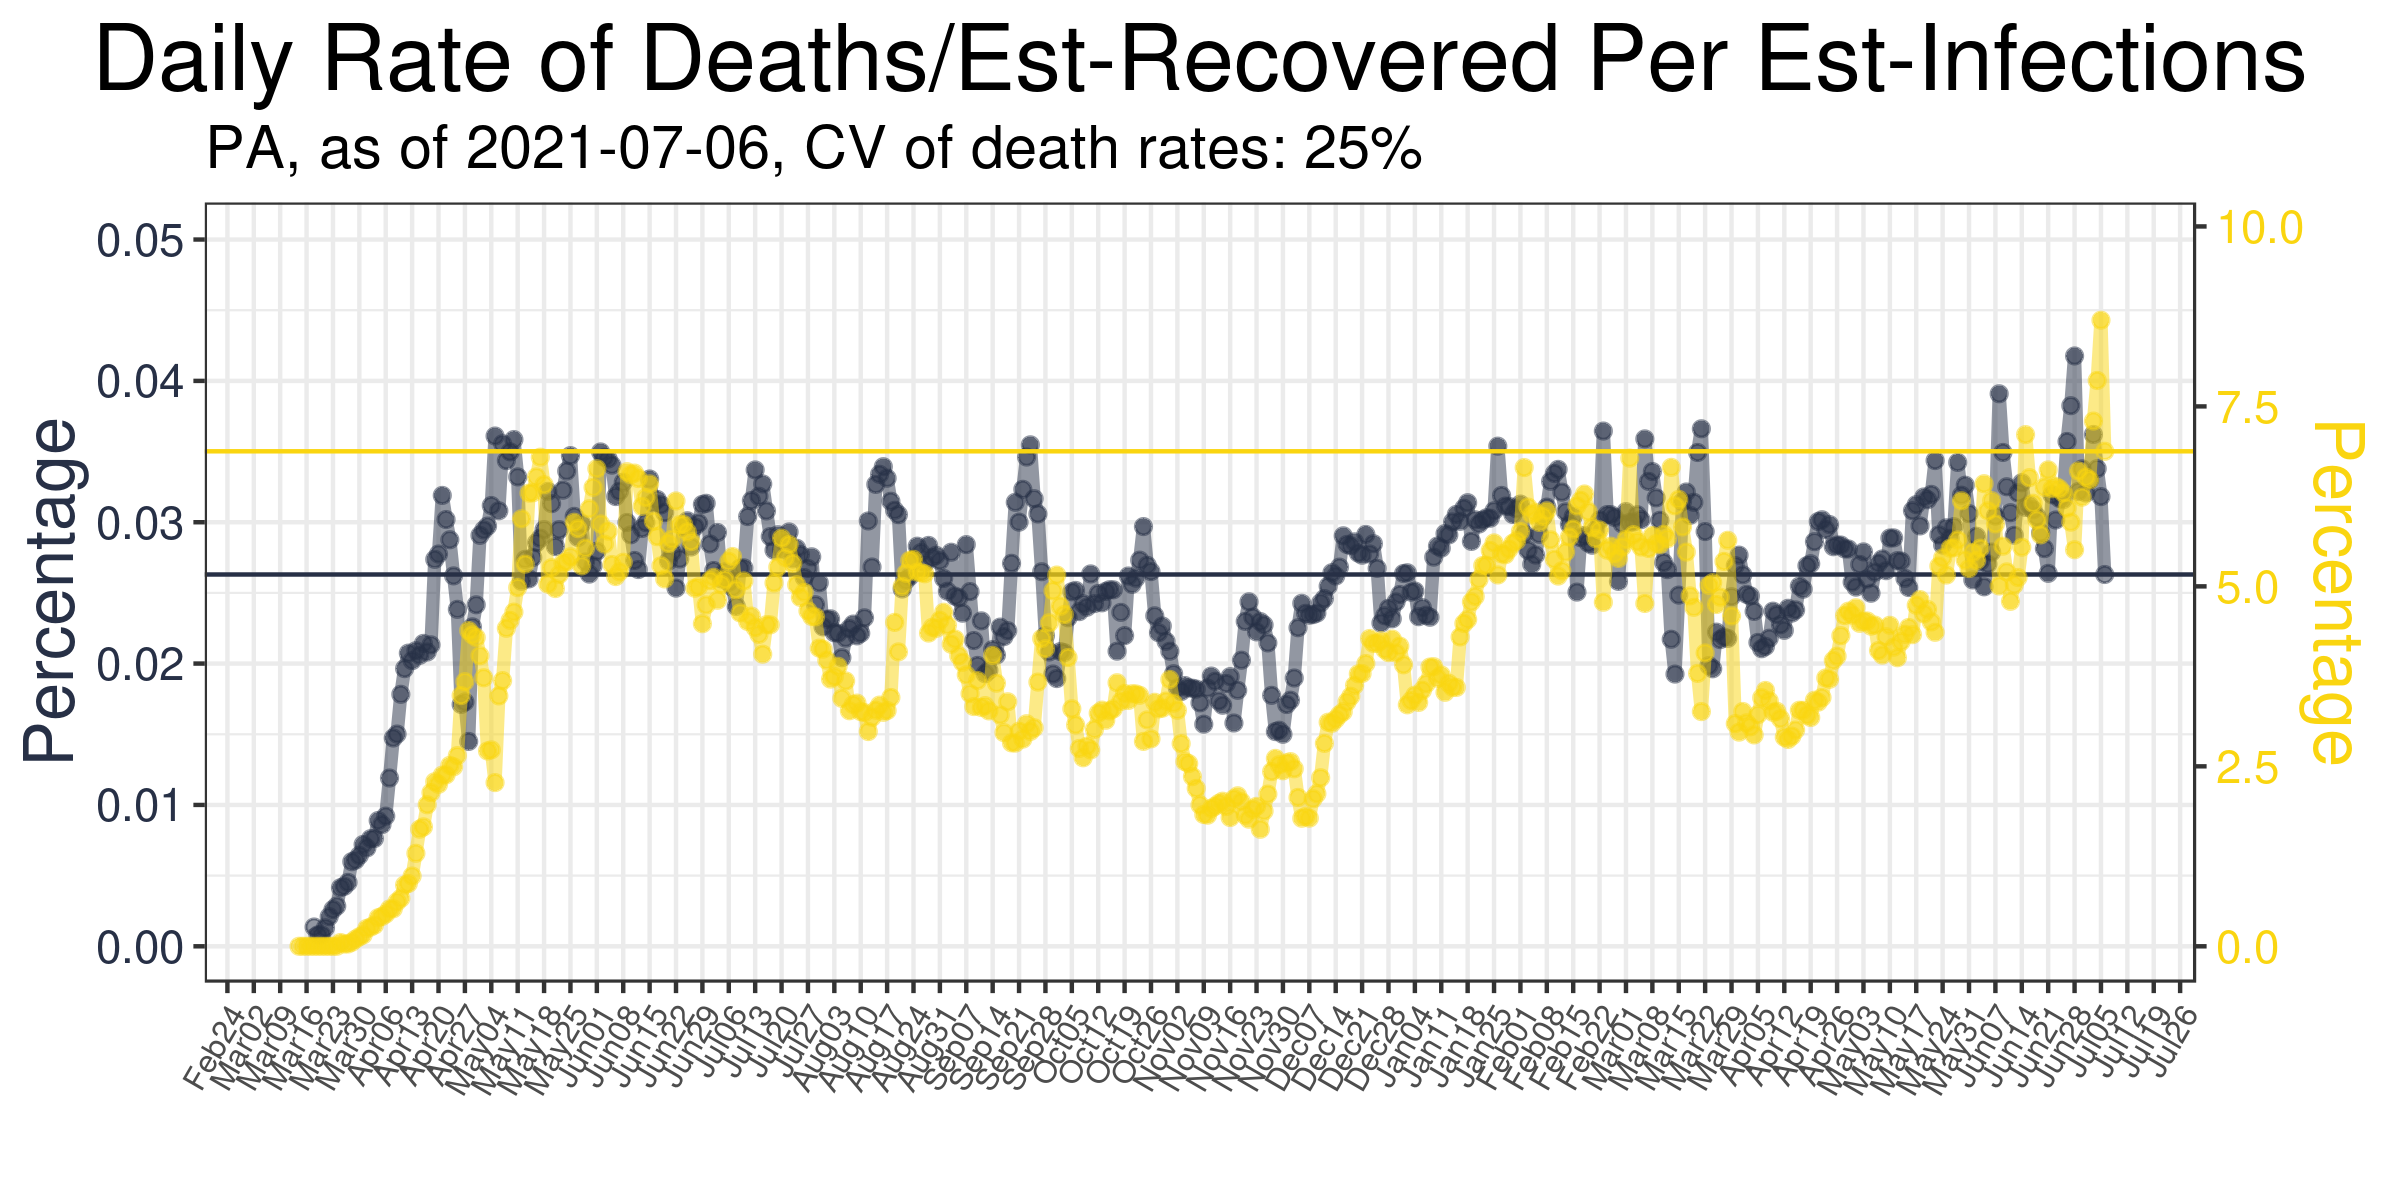 Daily Rate of Deaths/Est-Recovered Per Est-Infections
PA, as of 2021-07-06, CV of death rates: 25%
Percentage
0.05
0.04
0.03
0.02
0.01
0.00
10.0
7.5
5.0
2.5
0.0
Percentage
Feb24
Mar02
Mar09
Mar16
Mar23
Mar30
Apr06
Apr13
Apr20
Apr27
May04
May11
May18
May25
Jun01
Jun08
Jun15
Jun22
Jun29
Jul06
Jul13
Jul20
Jul27
Aug03
Aug10
Aug17
Aug24
Aug31
Sep07
Sep14
Sep21
Sep28
Oct05
Oct12
Oct19
Oct26
Nov02
Nov09
Nov16
Nov23
Nov30
Dec07
Dec14
Dec21
Dec28
Jan04
Jan11
Jan18
Jan25
Feb01
Feb08
Feb15
Feb22
Mar01
Mar08
Mar15
Mar22
Mar29
Apr05
Apr12
Apr19
Apr26
May03
May10
May17
May24
May31
Jun07
Jun14
Jun21
Jun28
Jul05
Jul12
Jul19
Jul26